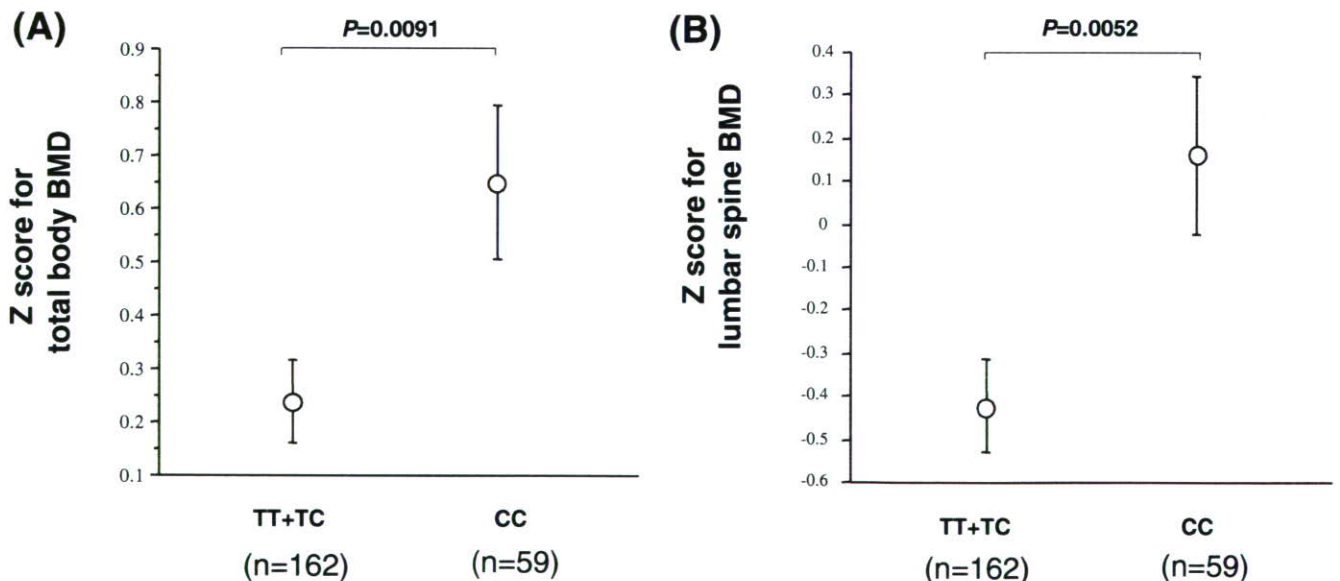 (A)
P=0.0091
Z score for
total body BMD
0.9
0.8
0.7
0.6
0.5
0.4
0.3
0.2
0.1
TT+TC
CC
(n=162)
(n=59)
(B)
P=0.0052
Z score for
lumbar spine BMD
0.4
0.3
0.2
0.1
0
-0.1
-0.2
-0.3
-0.4
-0.5
-0.6
TT+TC
CC
(n=162)
(n=59)